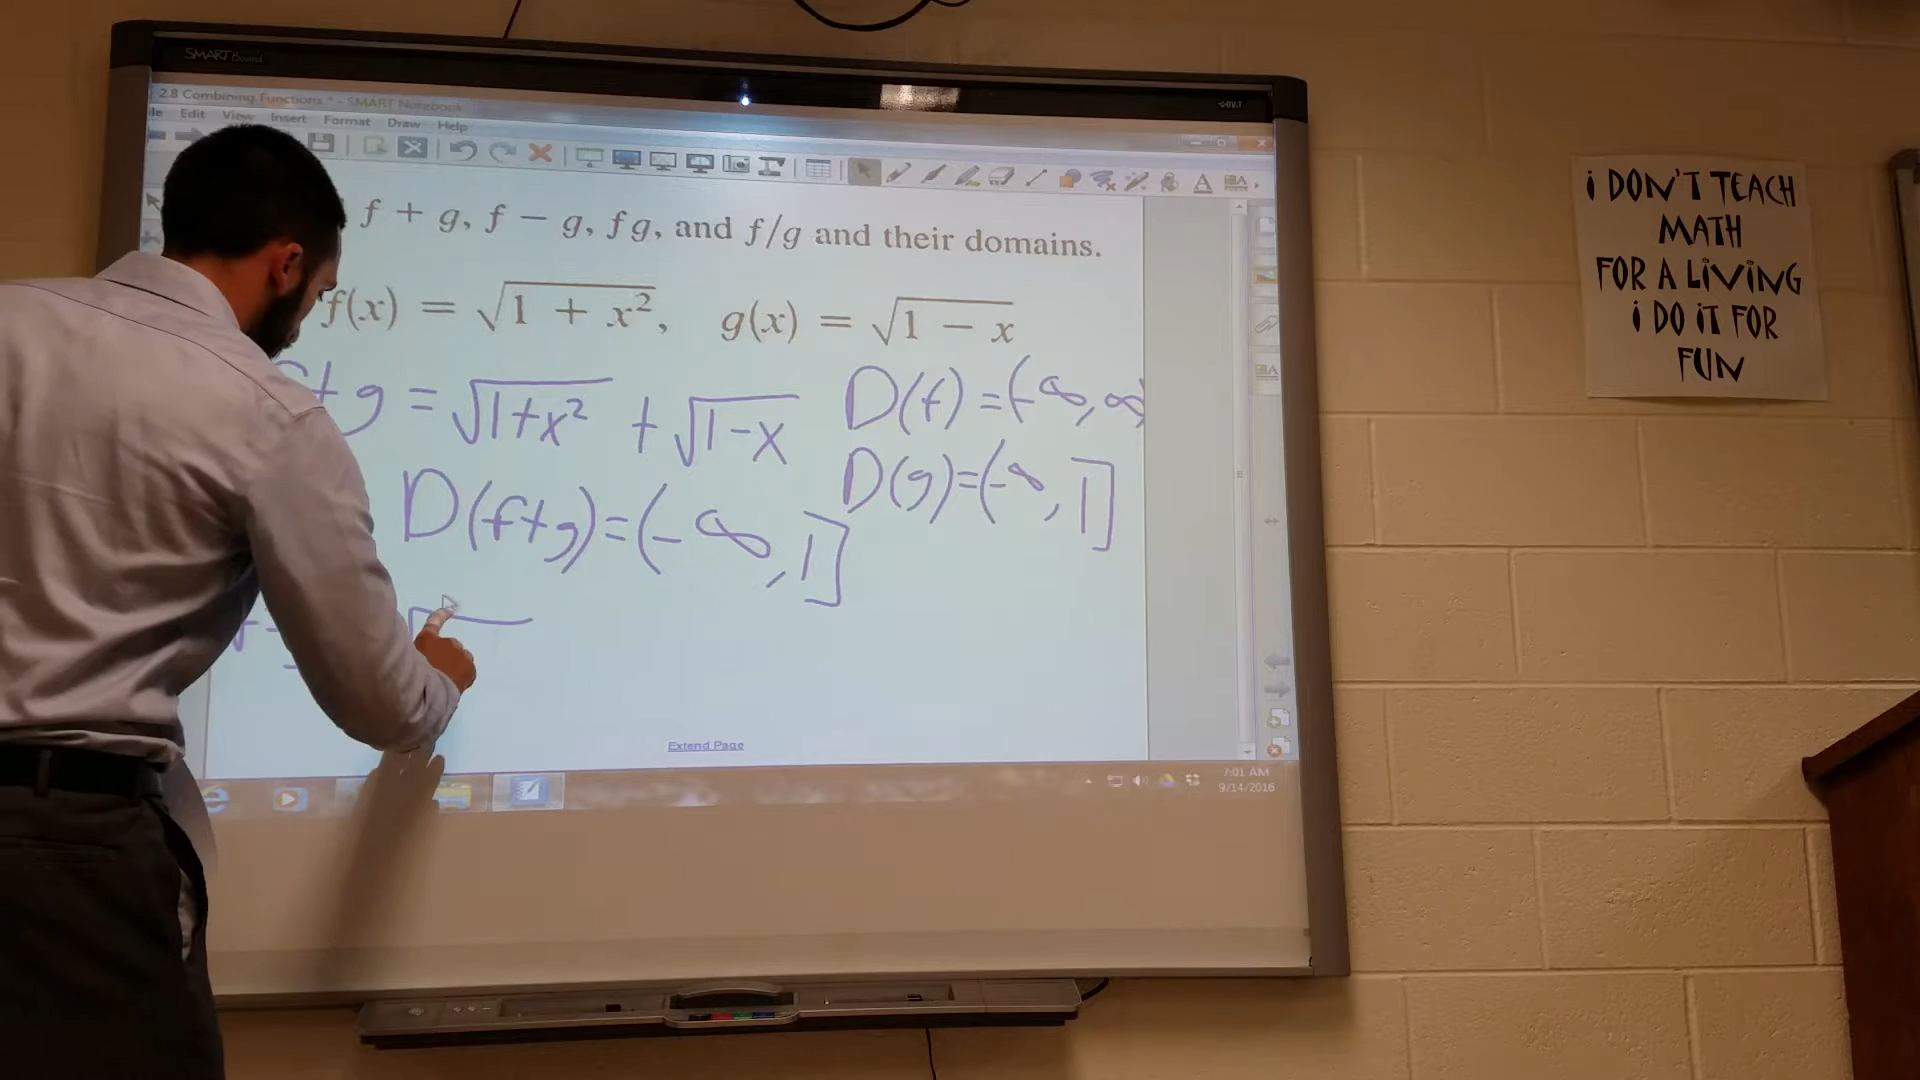 SMART Board
2.8 Combining Functions * - SMART Notebook
Edit View Insert Format Draw Help
f + g, f − g, fg, and f/g and their domains.
f(x) = √1 + x², g(x) = √1 − x
+g = √1+x² + √1-x
D(f) = (-∞, ∞)
D(g) = (-∞, 1]
D(f+g) = (-∞, 1]
Extend Page
7:01 AM
9/14/2016
I DON'T TEACH
MATH
FOR A LIVING
I DO IT FOR
FUN